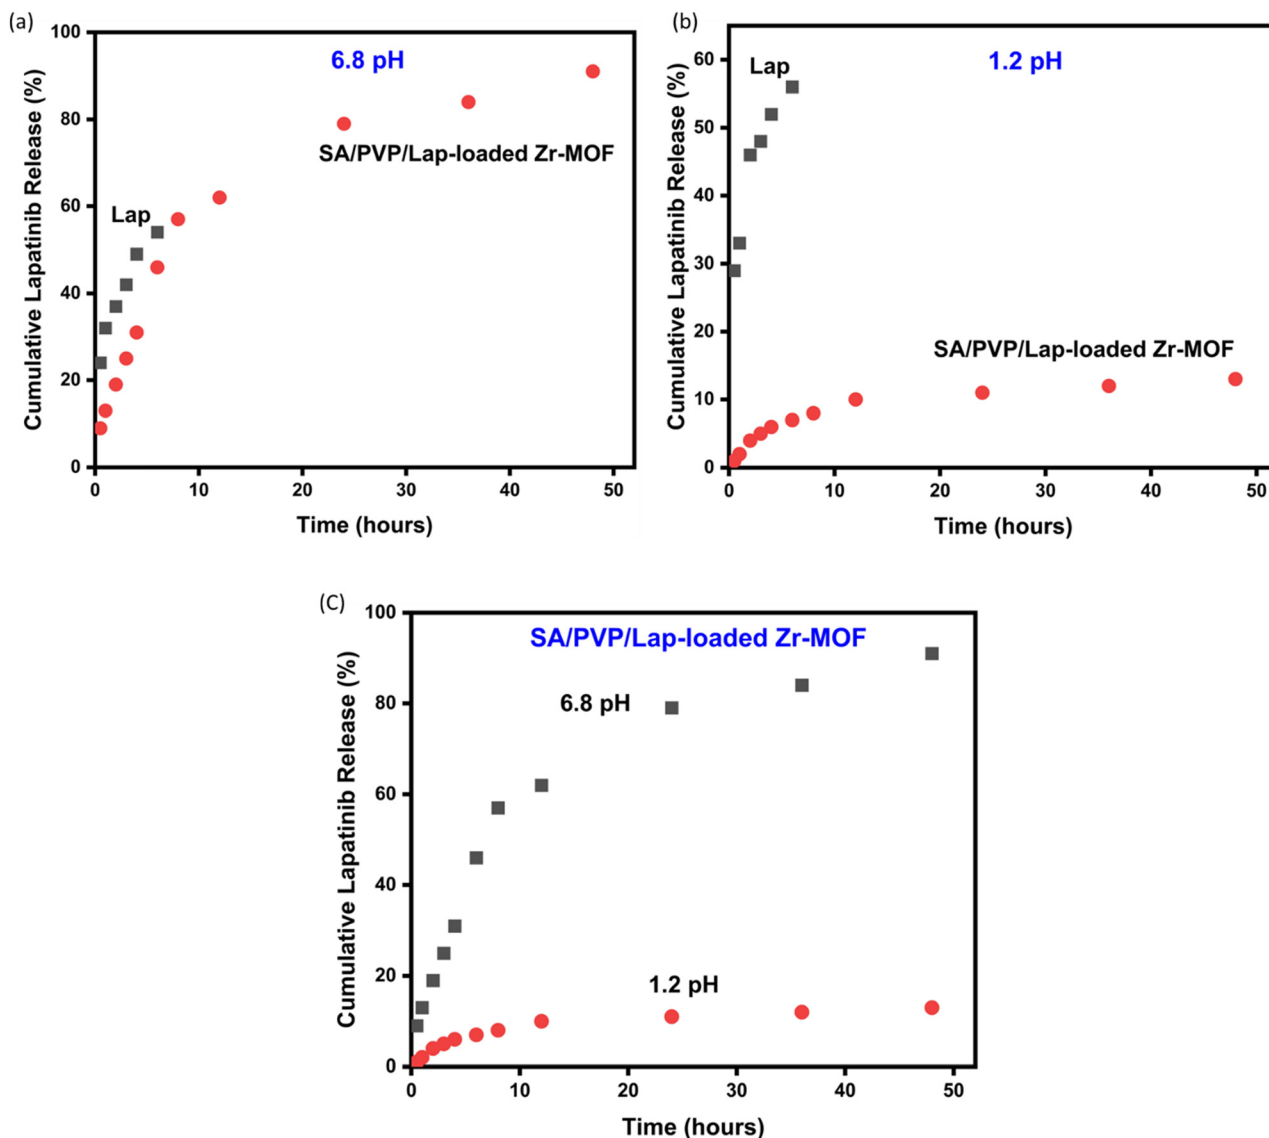 (a)
100
80
60
40
20
0
Cumulative Lapatinib Release (%)
6.8 pH
Lap
SA/PVP/Lap-loaded Zr-MOF
0 10 20 30 40 50
Time (hours)
(b)
60
50
40
30
20
10
0
Cumulative Lapatinib Release (%)
1.2 pH
Lap
SA/PVP/Lap-loaded Zr-MOF
0 10 20 30 40 50
Time (hours)
(C)
100
80
60
40
20
0
Cumulative Lapatinib Release (%)
SA/PVP/Lap-loaded Zr-MOF
6.8 pH
1.2 pH
0 10 20 30 40 50
Time (hours)